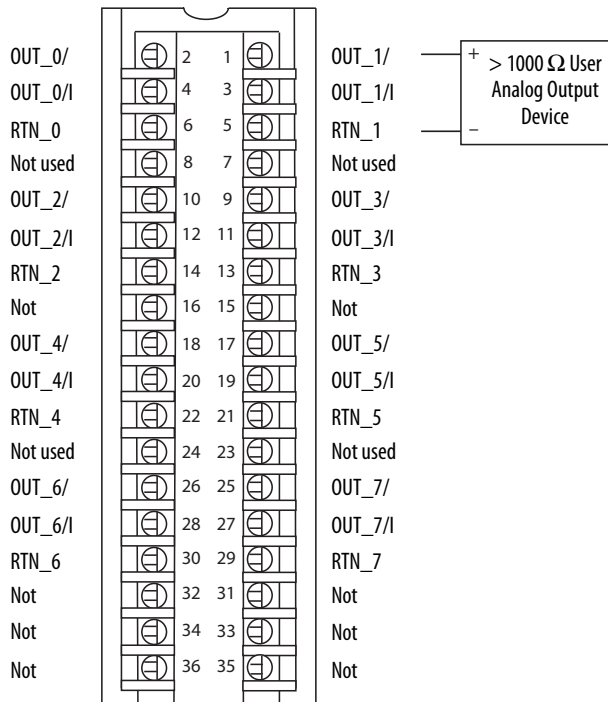 OUT_0/ 2 1 OUT_1/ + > 1000 Ω User
OUT_0/I 4 3 OUT_1/I Analog Output
RTN_0 6 5 RTN_1 – Device
Not used 8 7 Not used
OUT_2/ 10 9 OUT_3/
OUT_2/I 12 11 OUT_3/I
RTN_2 14 13 RTN_3
Not 16 15 Not
OUT_4/ 18 17 OUT_5/
OUT_4/I 20 19 OUT_5/I
RTN_4 22 21 RTN_5
Not used 24 23 Not used
OUT_6/ 26 25 OUT_7/
OUT_6/I 28 27 OUT_7/I
RTN_6 30 29 RTN_7
Not 32 31 Not
Not 34 33 Not
Not 36 35 Not